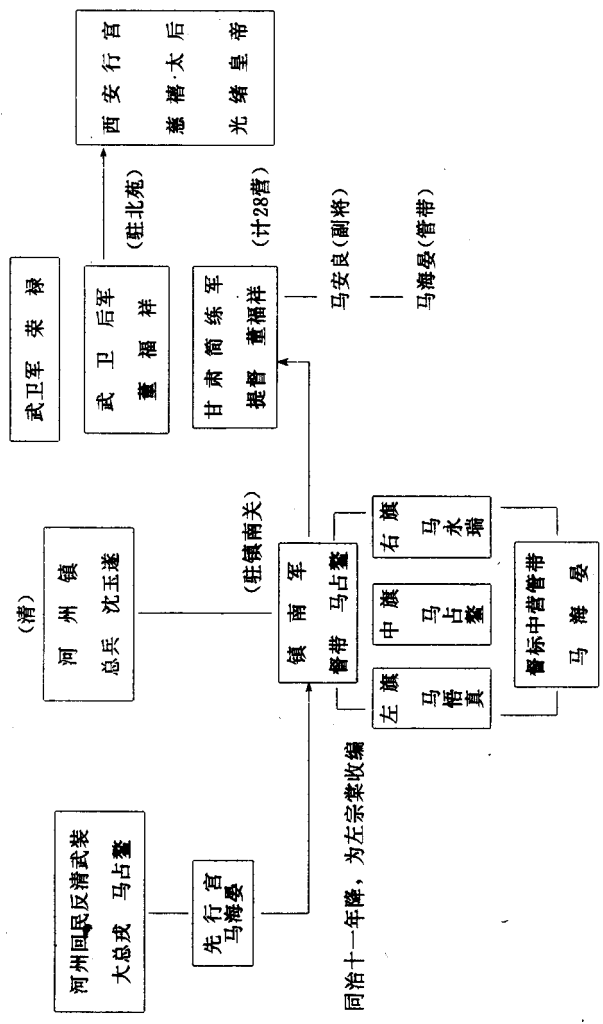 河州回民反清武装
大总戎 马占鳌
先行官
马海晏
同治十一年降，为左宗棠收编
(清)
河州镇
总兵 沈玉遂
(驻镇南关)
镇南军
督带 马占鳌
左旗
马悟真
中旗
马占鳌
右旗
马永瑞
督标中营管带
马海晏
武卫军 荣禄
武卫后军
董福祥
(驻北苑)
甘肃简练军
提督 董福祥
(计28营)
马安良(副将)
马海晏(管带)
西安行宫
慈禧·太后
光绪皇帝